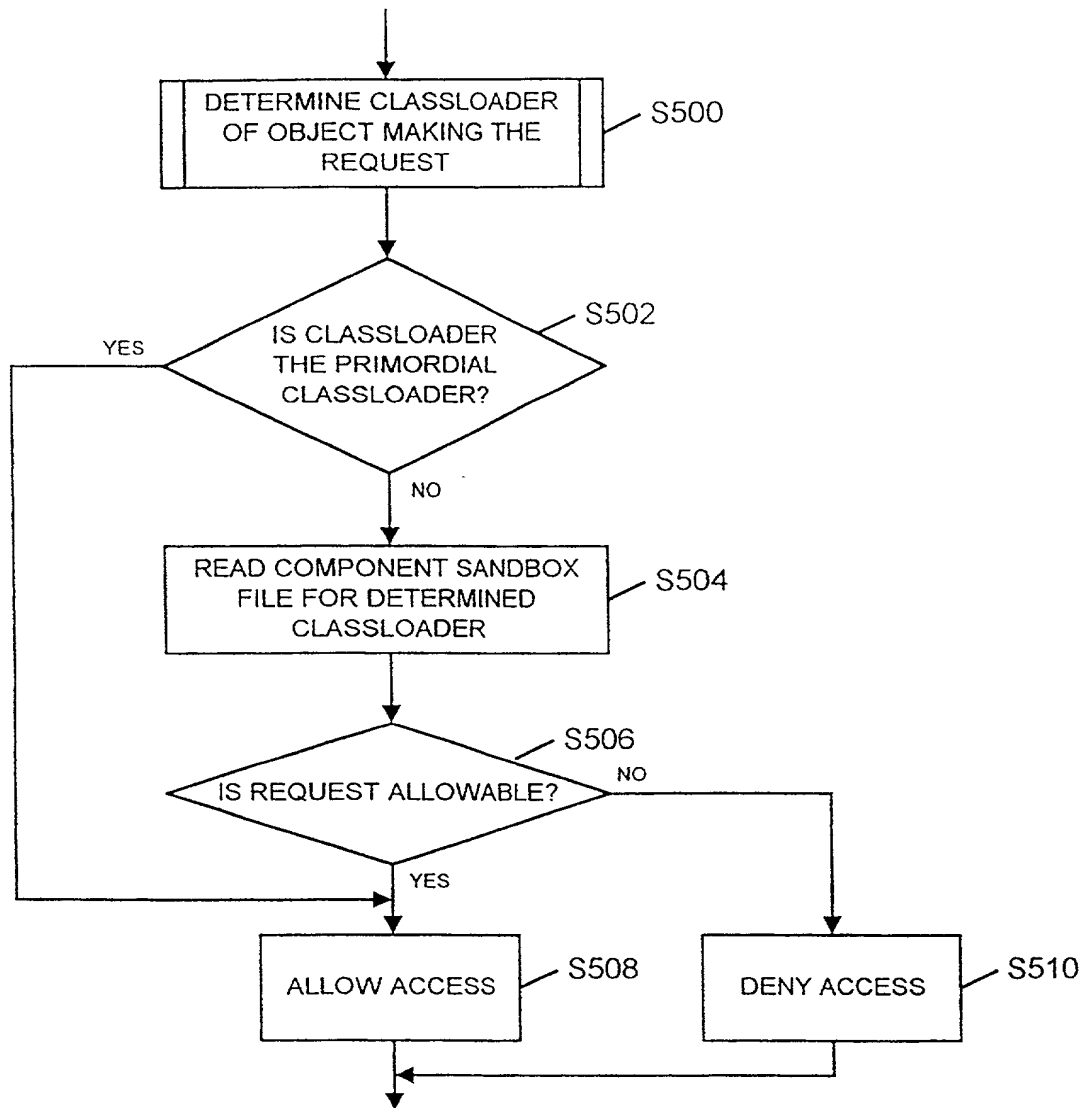 DETERMINE CLASSLOADER
OF OBJECT MAKING THE
REQUEST
S500
IS CLASSLOADER
THE PRIMORDIAL
CLASSLOADER?
S502
YES
NO
READ COMPONENT SANDBOX
FILE FOR DETERMINED
CLASSLOADER
S504
IS REQUEST ALLOWABLE?
S506
NO
YES
ALLOW ACCESS
S508
DENY ACCESS
S510